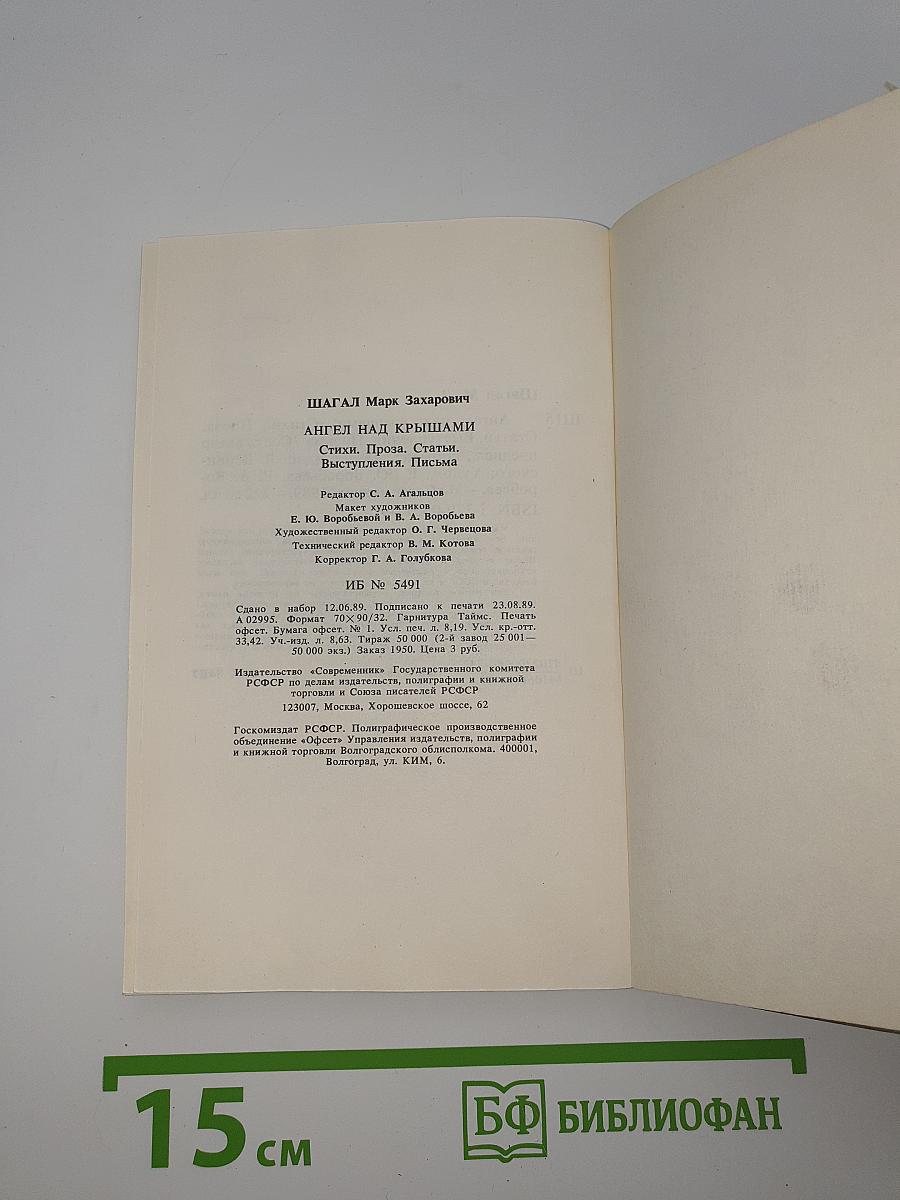 ШАГАЛ Марк Захарович
АНГЕЛ НАД КРЫШАМИ
Стихи. Проза. Статьи.
Выступления. Письма
Редактор С. А. Агальцов
Макет художников
Е. Ю. Воробьевой и В. А. Воробьева
Художественный редактор О. Г. Червецова
Технический редактор В. М. Котова
Корректор Г. А. Голубкова
ИБ № 5491
Сдано в набор 12.06.89. Подписано к печати 23.08.89.
А 02995. Формат 70×90/32. Гарнитура Таймс. Печать
офсет. Бумага офсет. № 1. Усл. печ. л. 8,19. Усл. кр.-отт.
33,42. Уч.-изд. л. 8,63. Тираж 50 000 (2-й завод 25 001—
50 000 экз.) Заказ 1950. Цена 3 руб.
Издательство «Современник» Государственного комитета
РСФСР по делам издательств, полиграфии и книжной
торговли и Союза писателей РСФСР
123007, Москва, Хорошевское шоссе, 62
Госкомиздат РСФСР. Полиграфическое производственное
объединение «Офсет» Управления издательств, полиграфии
и книжной торговли Волгоградского облисполкома. 400001,
Волгоград, ул. КИМ, 6.
15 см
БФ БИБЛИОФАН